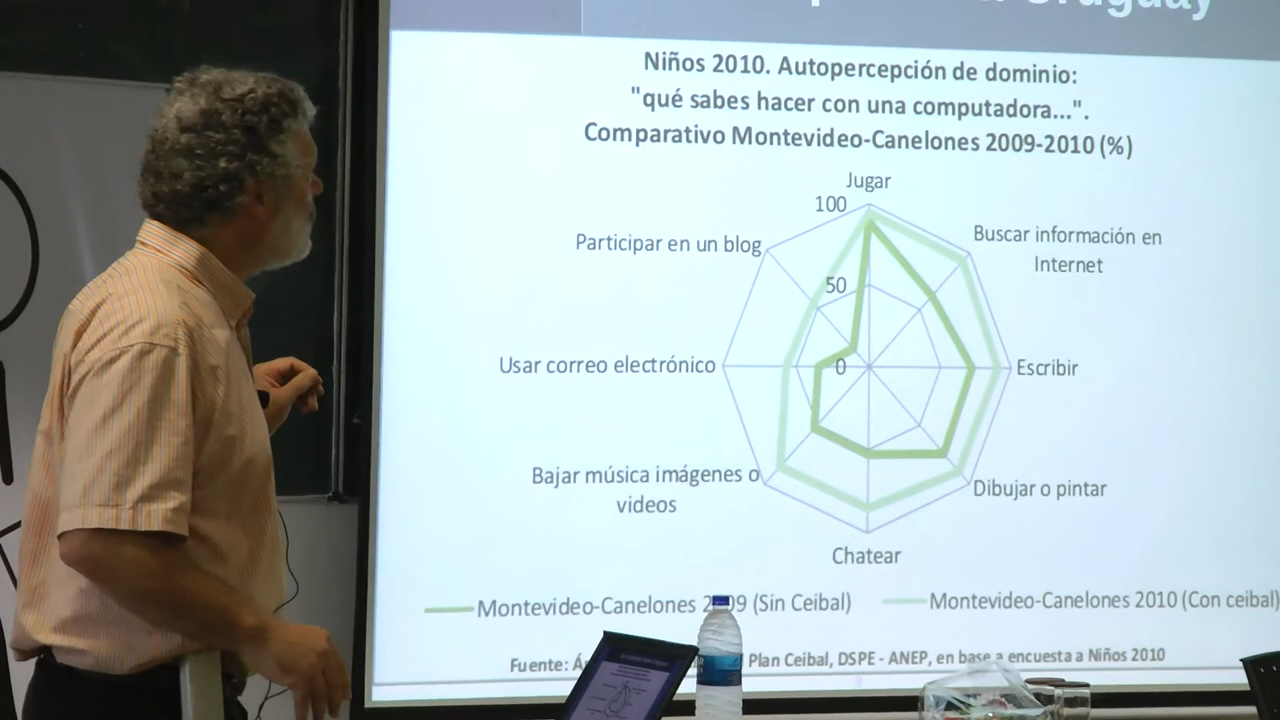 Uruguay
Niños 2010. Autopercepción de dominio:
"qué sabes hacer con una computadora...".
Comparativo Montevideo-Canelones 2009-2010 (%)
Jugar
100
Buscar información en
Internet
Participar en un blog
50
Usar correo electrónico
0
Escribir
Bajar música imágenes o
videos
Dibujar o pintar
Chatear
Montevideo-Canelones 2009 (Sin Ceibal)
Montevideo-Canelones 2010 (Con ceibal)
Fuente: Plan Ceibal, DSPE - ANEP, en base a encuesta a Niños 2010